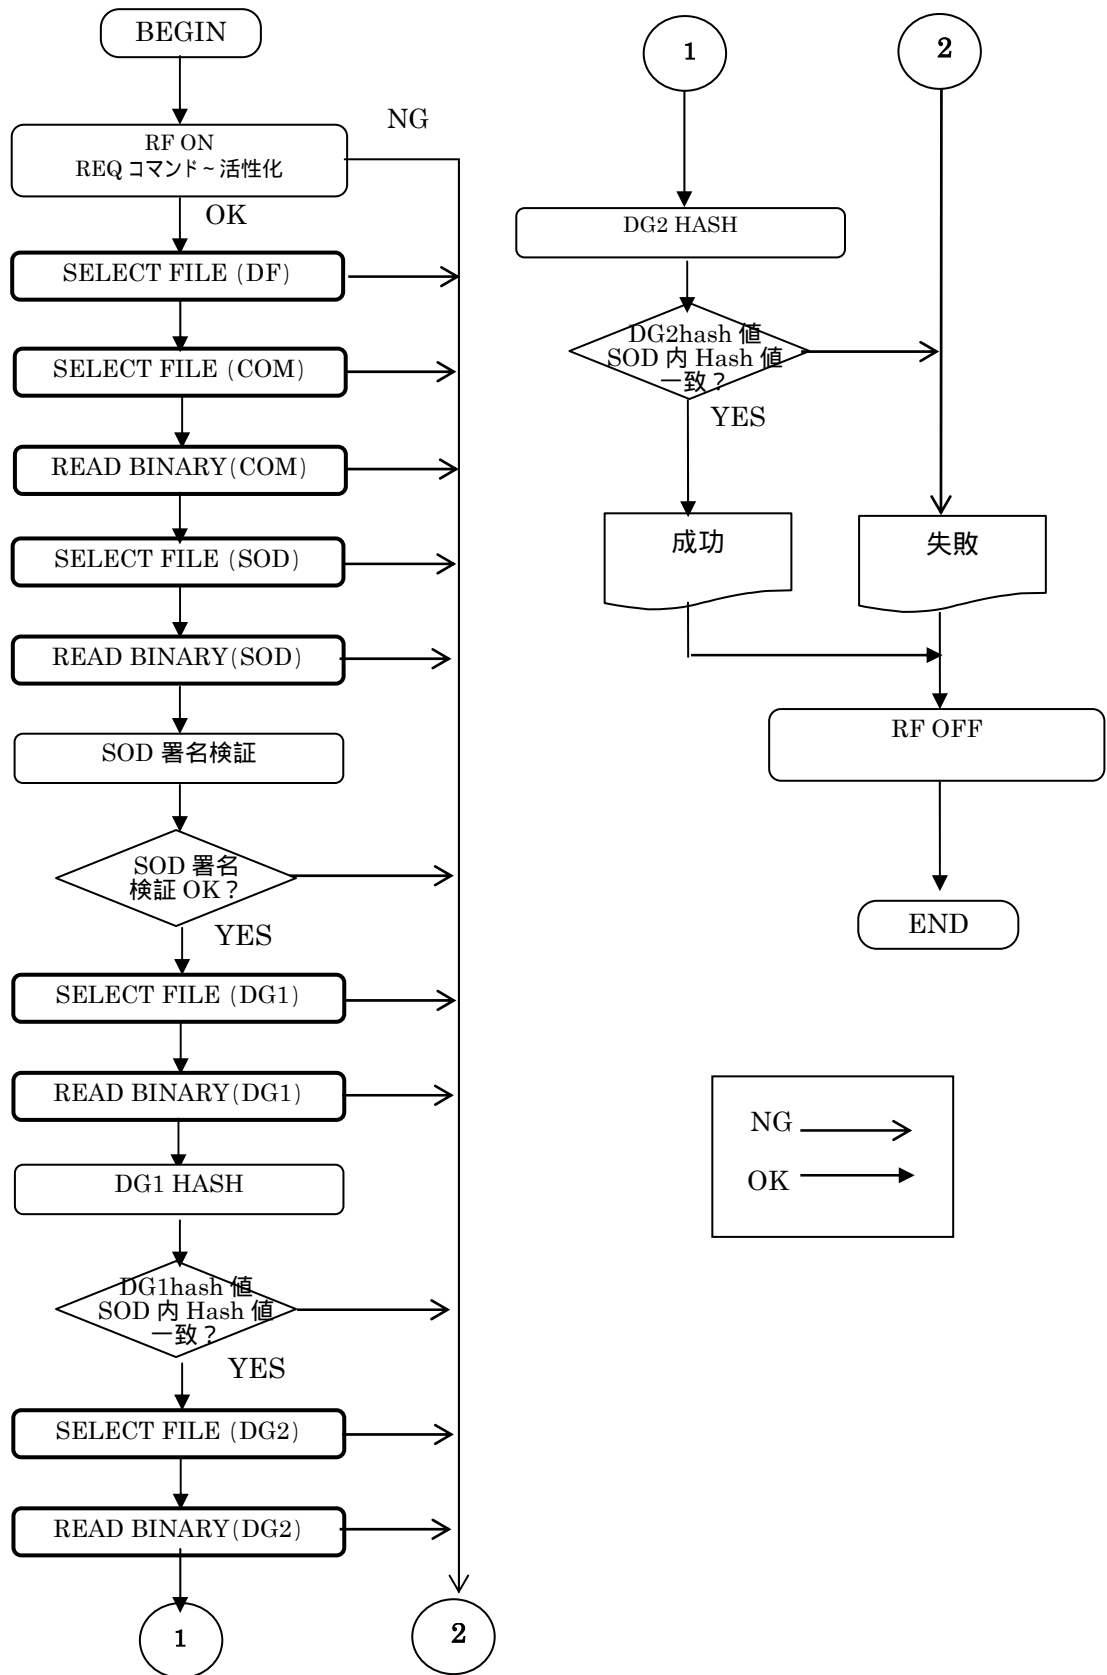 BEGIN
NG
RF ON
REQ コマンド ~ 活性化
OK
SELECT FILE (DF)
SELECT FILE (COM)
READ BINARY(COM)
SELECT FILE (SOD)
READ BINARY(SOD)
SOD 署名検証
SOD 署名
検証 OK？
YES
SELECT FILE (DG1)
READ BINARY(DG1)
DG1 HASH
DG1hash 値
SOD 内 Hash 値
一致？
YES
SELECT FILE (DG2)
READ BINARY(DG2)
1
2
1
2
DG2 HASH
DG2hash 値
SOD 内 Hash 値
一致？
YES
成功
失敗
RF OFF
END
NG
OK